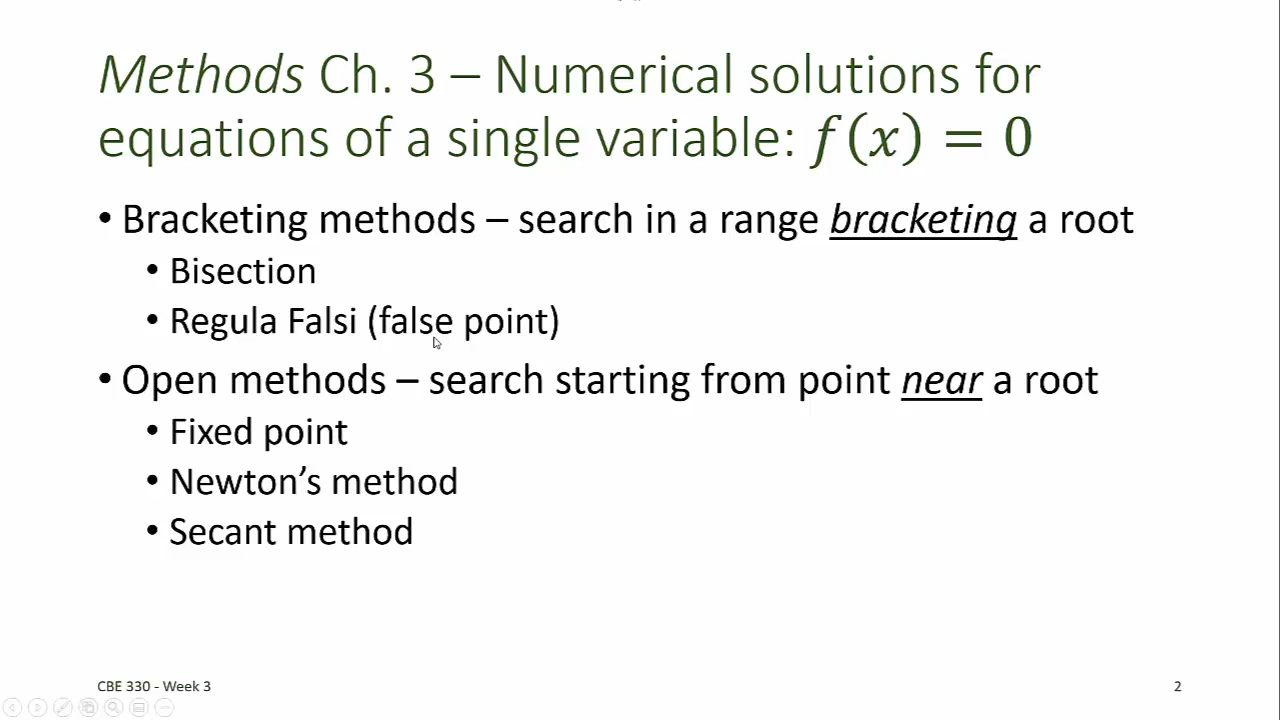 Methods Ch. 3 – Numerical solutions for
equations of a single variable: f(x) = 0
• Bracketing methods – search in a range bracketing a root
• Bisection
• Regula Falsi (false point)
• Open methods – search starting from point near a root
• Fixed point
• Newton’s method
• Secant method
CBE 330 - Week 3
2